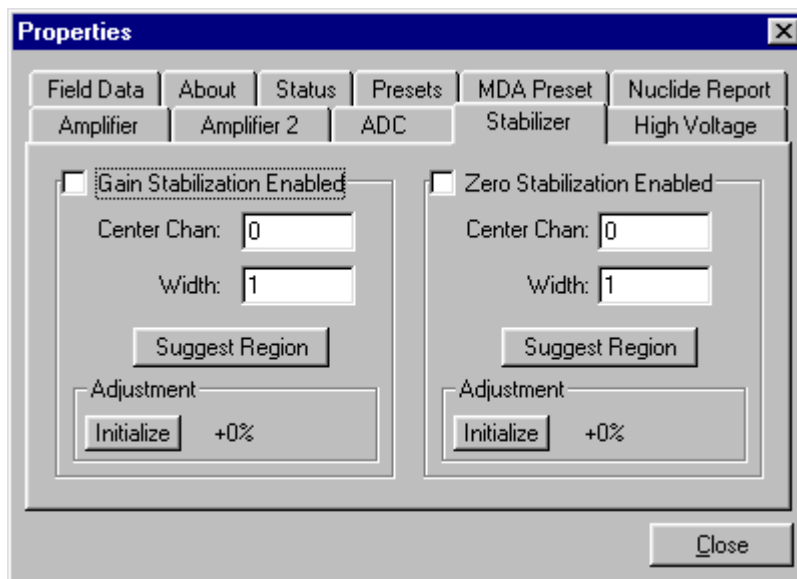 Properties
Field Data About Status Presets MDA Preset Nuclide Report
Amplifier Amplifier 2 ADC Stabilizer High Voltage
Gain Stabilization Enabled
Center Chan: 0
Width: 1
Suggest Region
Adjustment
Initialize +0%
Zero Stabilization Enabled
Center Chan: 0
Width: 1
Suggest Region
Adjustment
Initialize +0%
Close